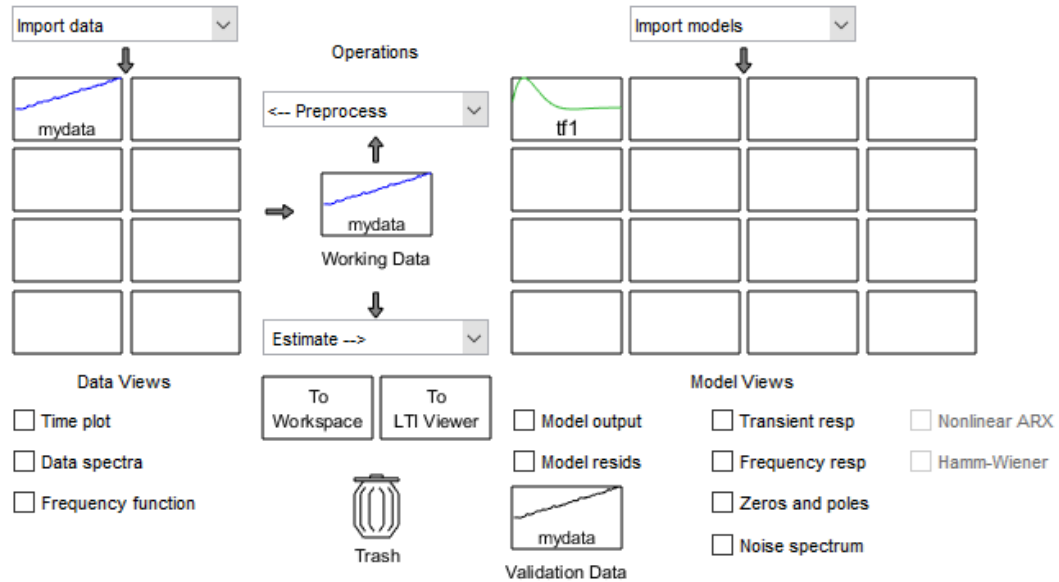 Import data
Import models
Operations
mydata
<-- Preprocess
tf1
mydata
Working Data
Estimate -->
Data Views
To
Workspace
To
LTI Viewer
Model Views
Time plot
Model output
Transient resp
Nonlinear ARX
Data spectra
Model resids
Frequency resp
Hamm-Wiener
Frequency function
Zeros and poles
mydata
Noise spectrum
Trash
Validation Data